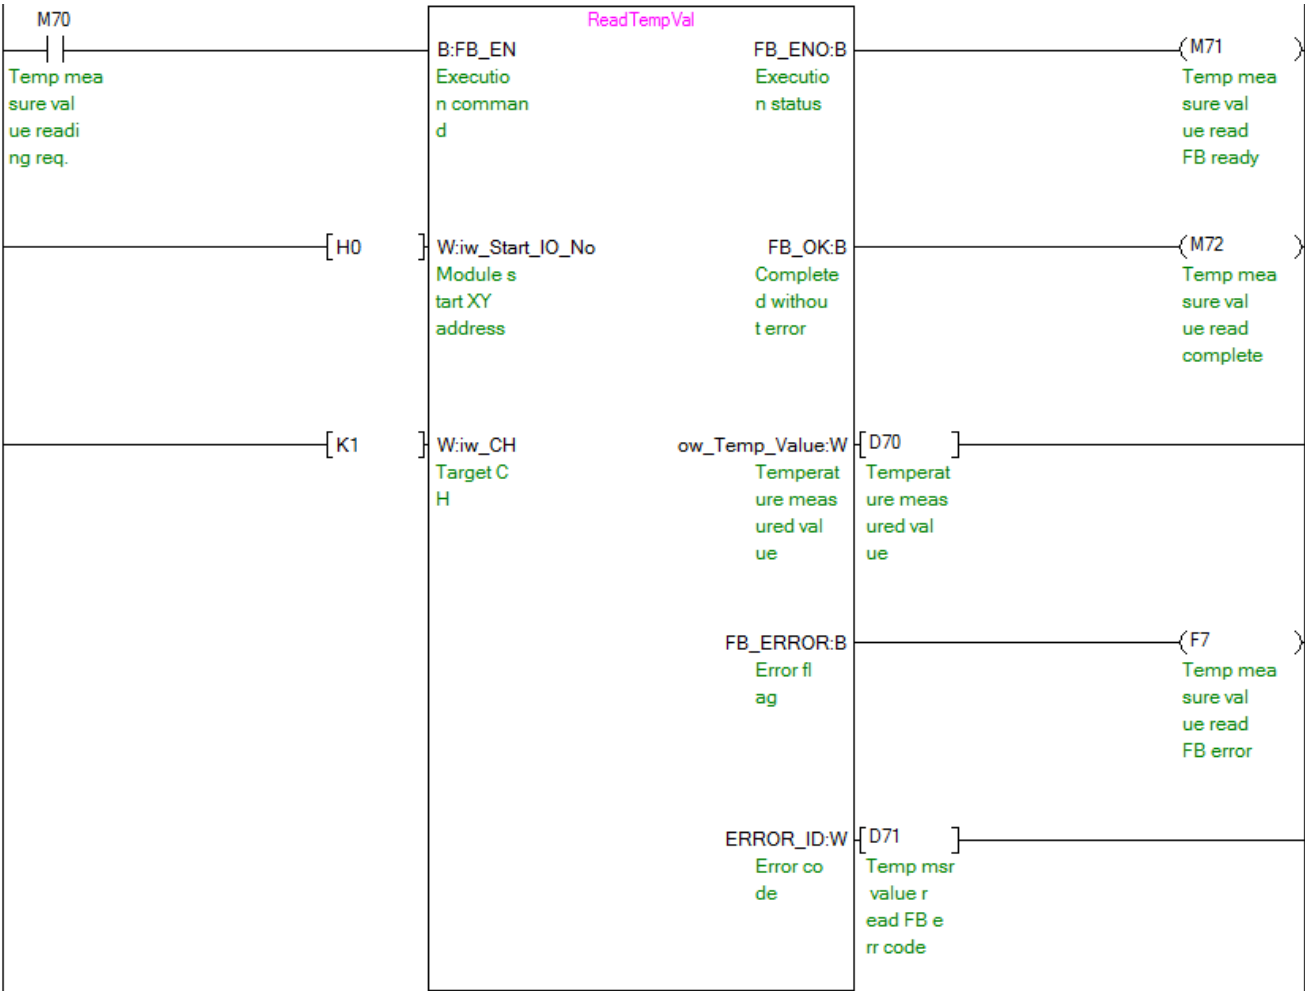 M70
ReadTempVal
B:FB_EN
FB_ENO:B
M71
Temp mea
sure val
ue readi
ng req.
Executio
n comman
d
Executio
n status
Temp mea
sure val
ue read
FB ready
H0
W:iw_Start_IO_No
FB_OK:B
M72
Module s
tart XY
address
Complete
d withou
t error
Temp mea
sure val
ue read
complete
K1
W:iw_CH
ow_Temp_Value:W
D70
Target C
H
Temperat
ure meas
ured val
ue
Temperat
ure meas
ured val
ue
FB_ERROR:B
F7
Error fl
ag
Temp mea
sure val
ue read
FB error
ERROR_ID:W
D71
Error co
de
Temp msr
value r
ead FB e
rr code